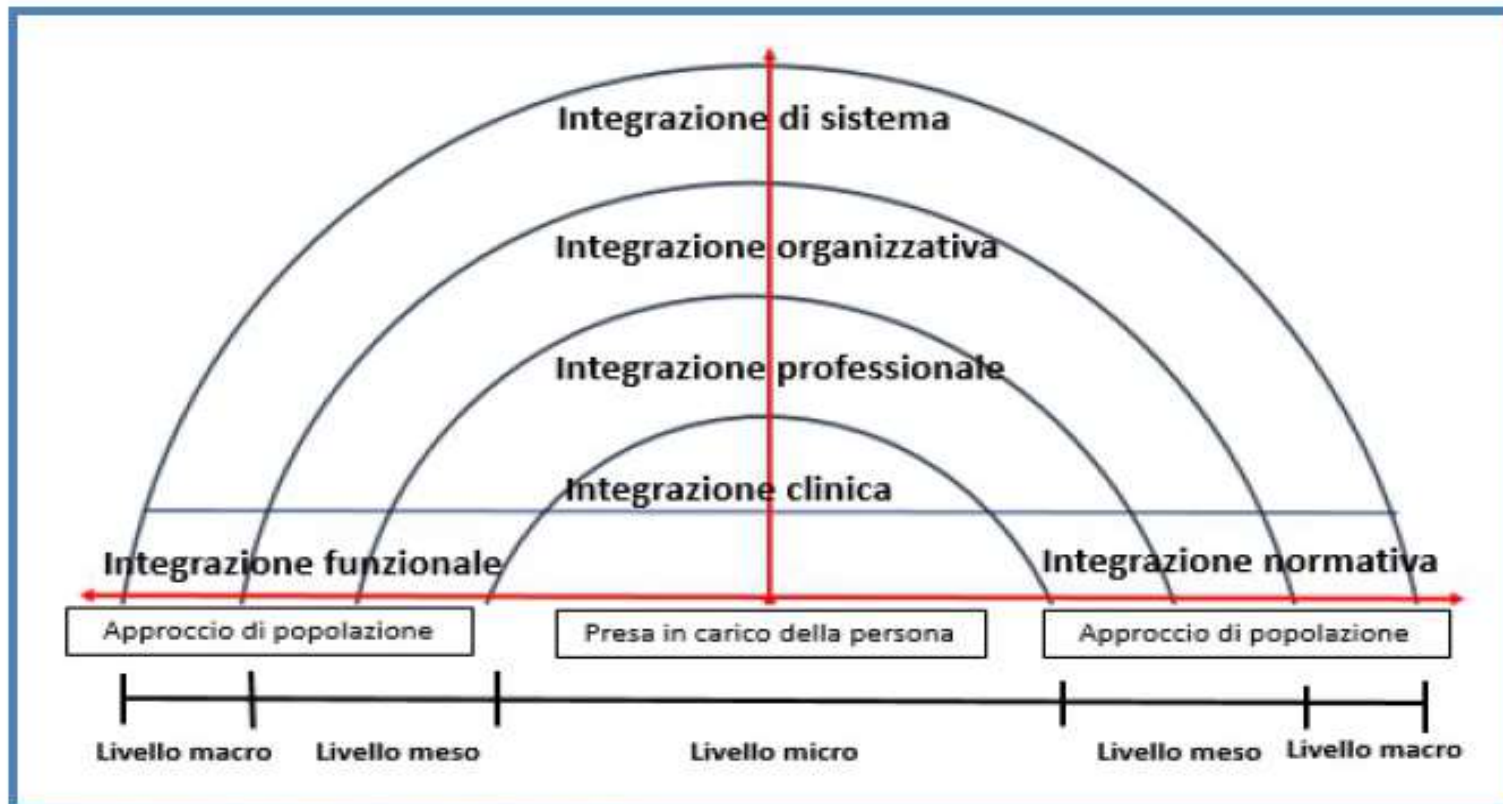 Integrazione di sistema
Integrazione organizzativa
Integrazione professionale
Integrazione clinica
Integrazione funzionale
Integrazione normativa
Approccio di popolazione
Presa in carico della persona
Approccio di popolazione
Livello macro
Livello meso
Livello micro
Livello meso
Livello macro